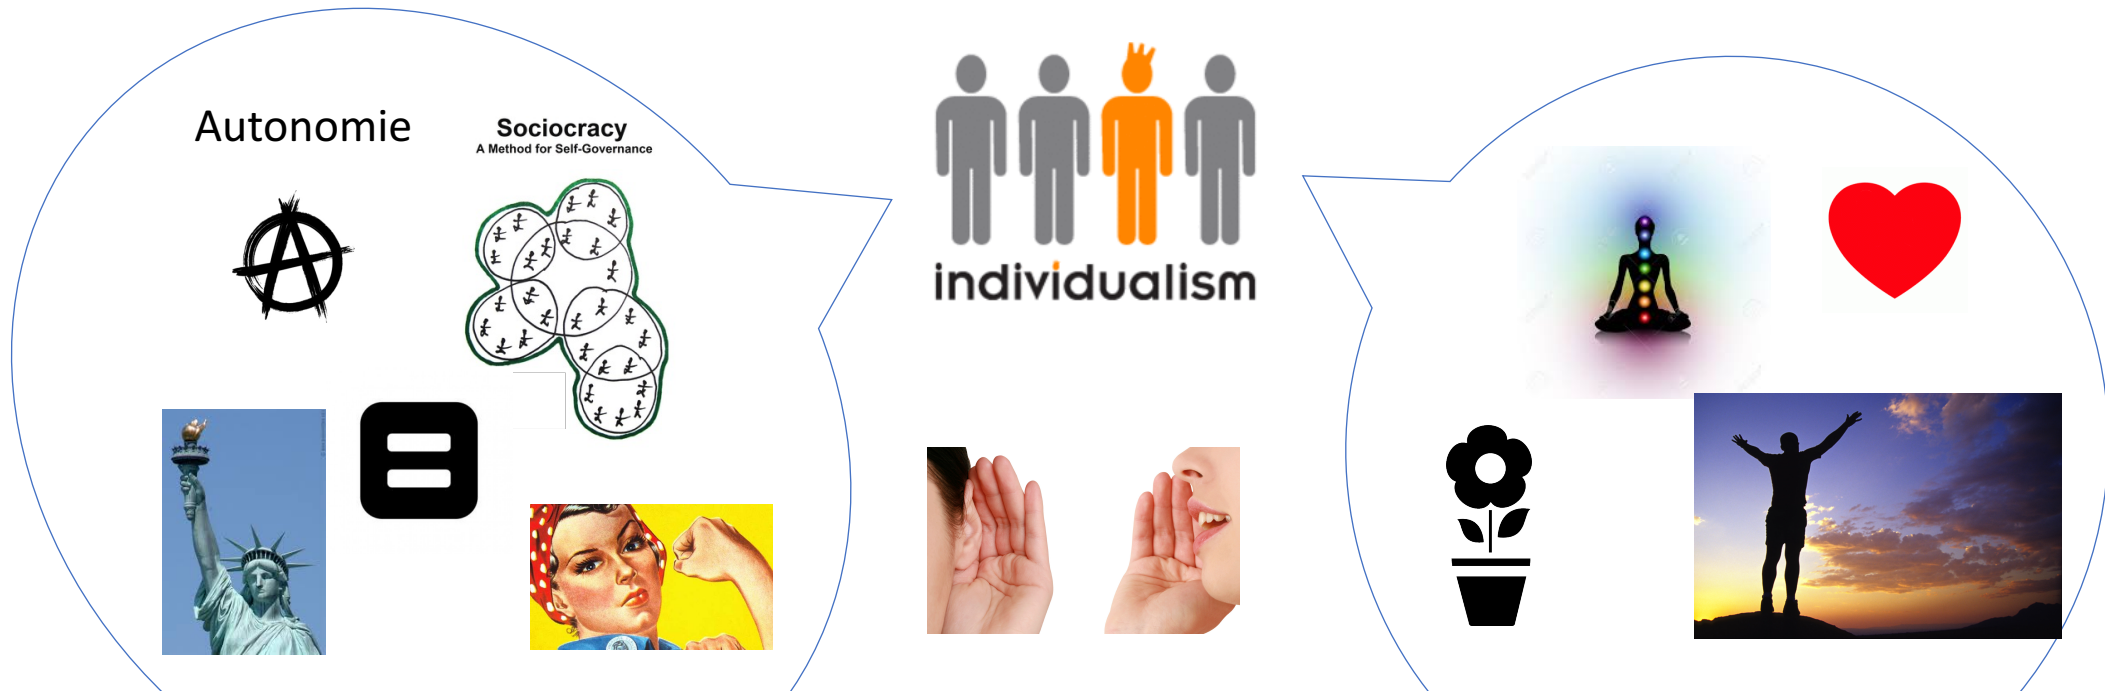 Autonomie
Sociocracy
A Method for Self-Governance
individualism